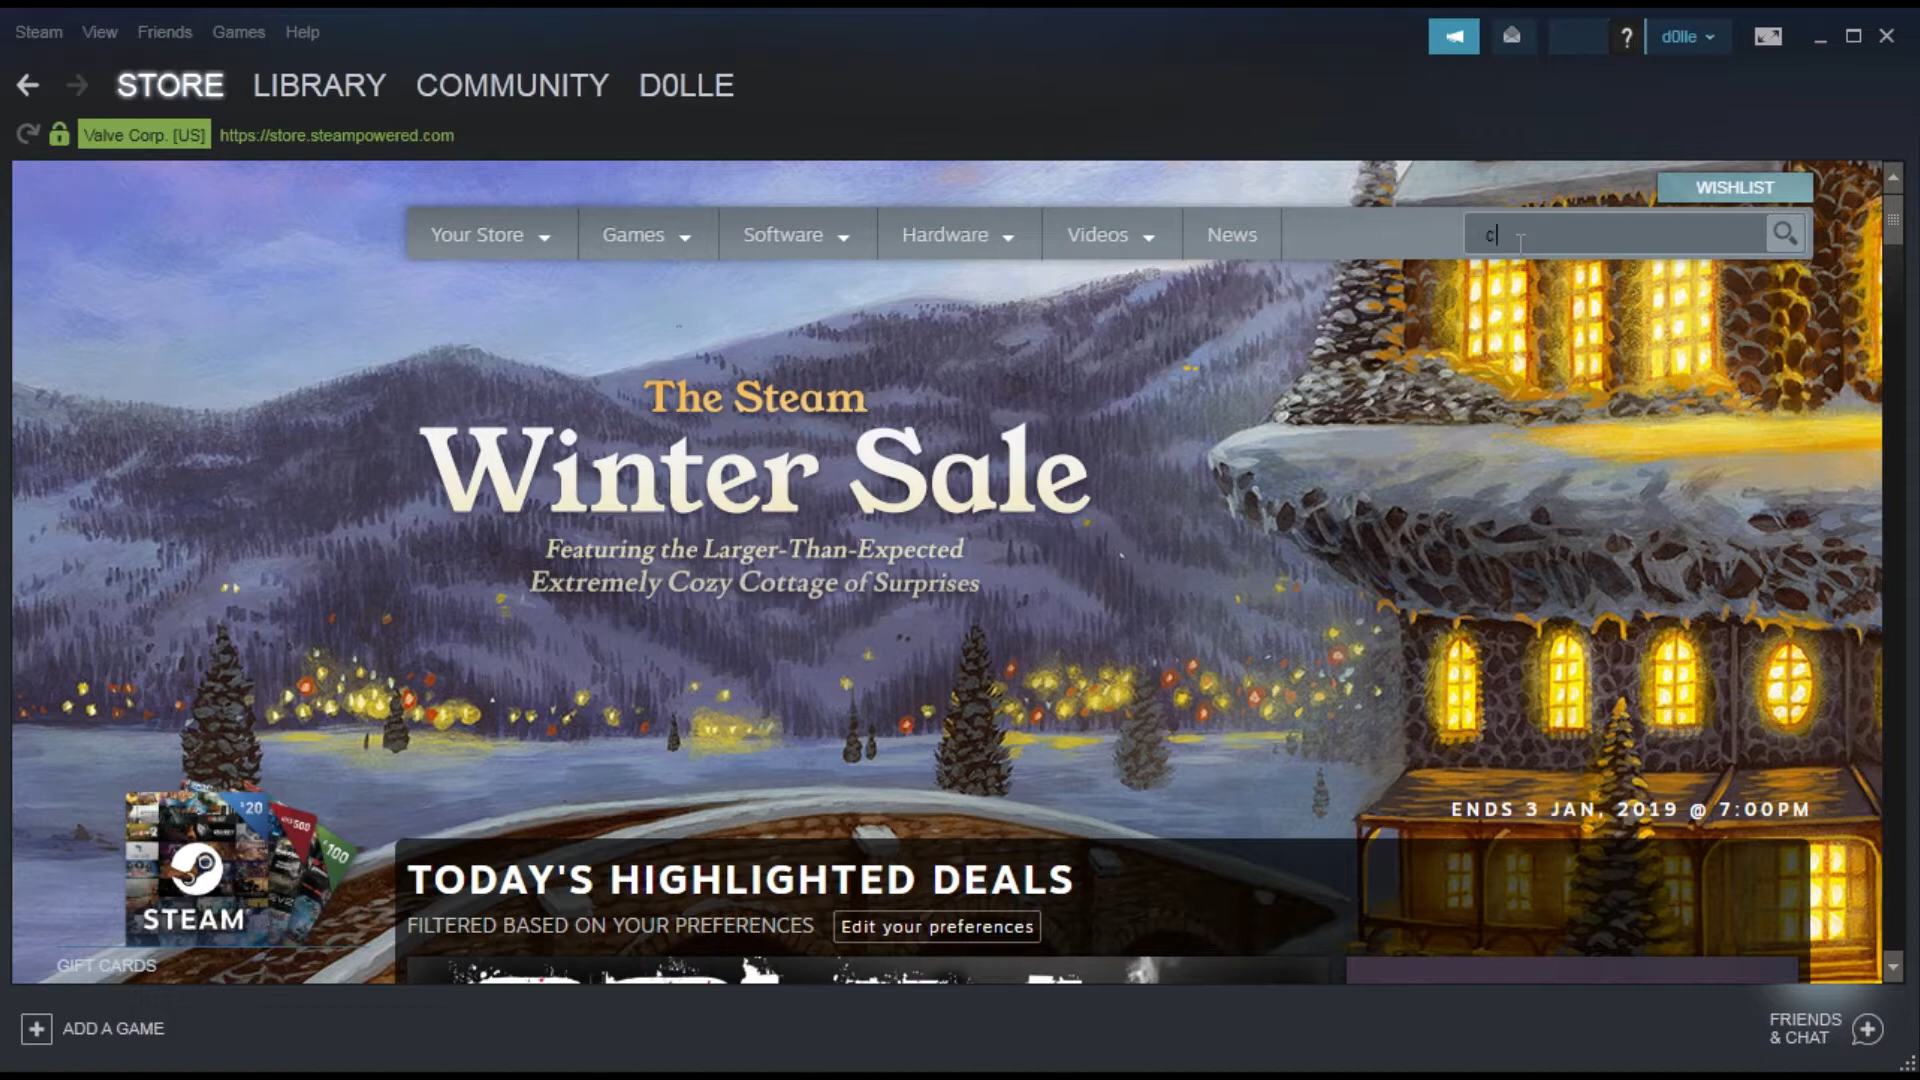 Steam View Friends Games Help
? d0lle
STORE LIBRARY COMMUNITY D0LLE
Valve Corp. [US] https://store.steampowered.com
WISHLIST
Your Store Games Software Hardware Videos News c
The Steam
Winter Sale
Featuring the Larger-Than-Expected
Extremely Cozy Cottage of Surprises
ENDS 3 JAN, 2019 @ 7:00PM
$20
500
100
STEAM
GIFT CARDS
TODAY'S HIGHLIGHTED DEALS
FILTERED BASED ON YOUR PREFERENCES Edit your preferences
ADD A GAME
FRIENDS
& CHAT